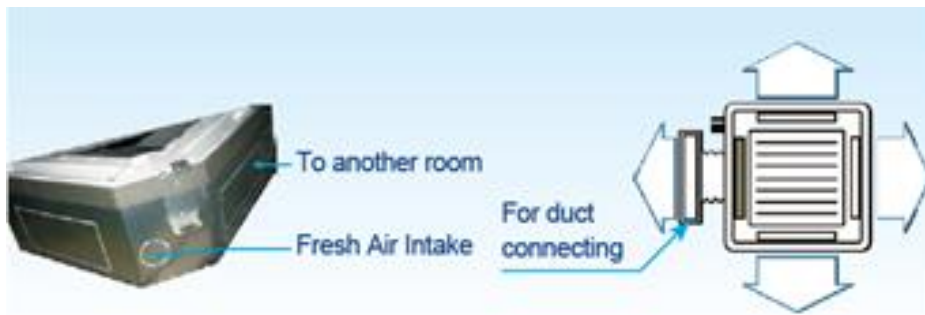 To another room
Fresh Air Intake
For duct
connecting